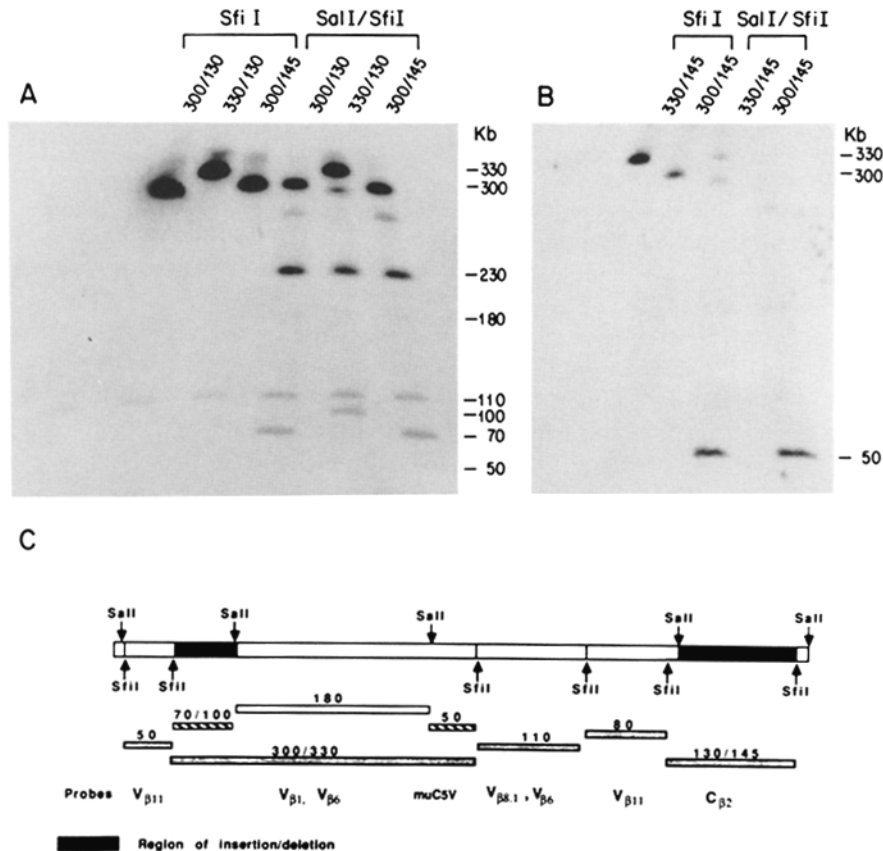 Sfi I
Sal I/SfiI
300/130
330/130
300/145
300/130
330/130
300/145
A
Kb
-330
-300
-230
-180
-110
-100
-70
-50
Sfi I
Sal I/SfiI
330/145
300/145
330/145
300/145
B
Kb
-330
-300
-50
C
SalI SalI SalI SalI SalI
SfiI SfiI SfiI SfiI SfiI SfiI
180
70/100 50 80
50 110
300/330 130/145
Probes Vβ11 Vβ1, Vβ6 muC5V Vβ8.1, Vβ6 Vβ11 Cβ2
Region of insertion/deletion